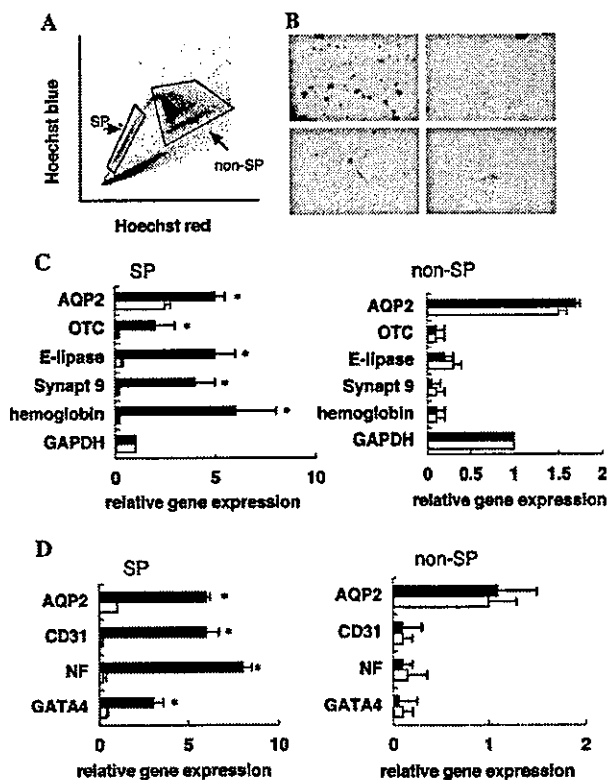 A
B
Hoechst blue
SP
non-SP
Hoechst red
C
SP
AQP2
OTC
E-lipase
Synapt 9
hemoglobin
GAPDH
0 5 10
relative gene expression
non-SP
AQP2
OTC
E-lipase
Synapt 9
hemoglobin
GAPDH
0 0.5 1 1.5 2
relative gene expression
D
SP
AQP2
CD31
NF
GATA4
0 5 10
relative gene expression
non-SP
AQP2
CD31
NF
GATA4
0 1 2
relative gene expression